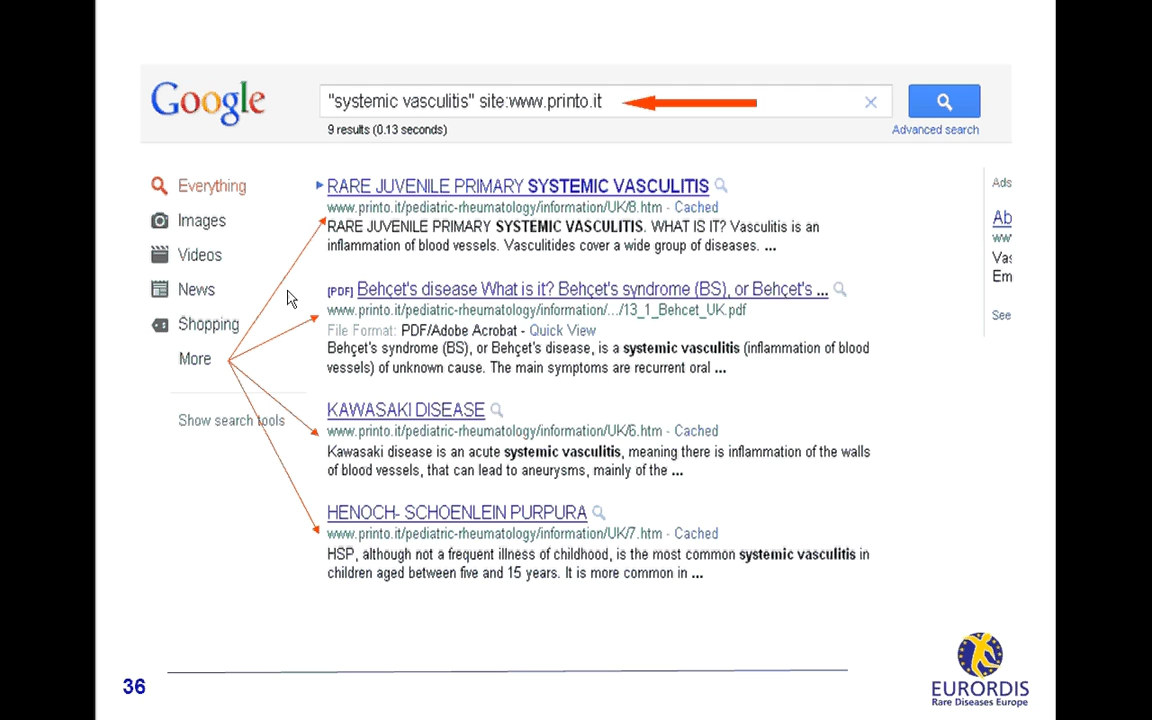 Google
"systemic vasculitis" site:www.printo.it
9 results (0.13 seconds)
Advanced search
Everything
Images
Videos
News
Shopping
More
Show search tools
RARE JUVENILE PRIMARY SYSTEMIC VASCULITIS
www.printo.it/pediatric-rheumatology/information/UK/8.htm - Cached
RARE JUVENILE PRIMARY SYSTEMIC VASCULITIS. WHAT IS IT? Vasculitis is an
inflammation of blood vessels. Vasculitides cover a wide group of diseases. ...
[PDF] Behçet's disease What is it? Behçet's syndrome (BS), or Behçet's ...
www.printo.it/pediatric-rheumatology/information/.../13_1_Behcet_UK.pdf
File Format: PDF/Adobe Acrobat - Quick View
Behçet's syndrome (BS), or Behçet's disease, is a systemic vasculitis (inflammation of blood
vessels) of unknown cause. The main symptoms are recurrent oral ...
KAWASAKI DISEASE
www.printo.it/pediatric-rheumatology/information/UK/6.htm - Cached
Kawasaki disease is an acute systemic vasculitis, meaning there is inflammation of the walls
of blood vessels, that can lead to aneurysms, mainly of the ...
HENOCH- SCHOENLEIN PURPURA
www.printo.it/pediatric-rheumatology/information/UK/7.htm - Cached
HSP, although not a frequent illness of childhood, is the most common systemic vasculitis in
children aged between five and 15 years. It is more common in ...
Ads
Ab
ww
Vas
Em
See
36
EURORDIS
Rare Diseases Europe